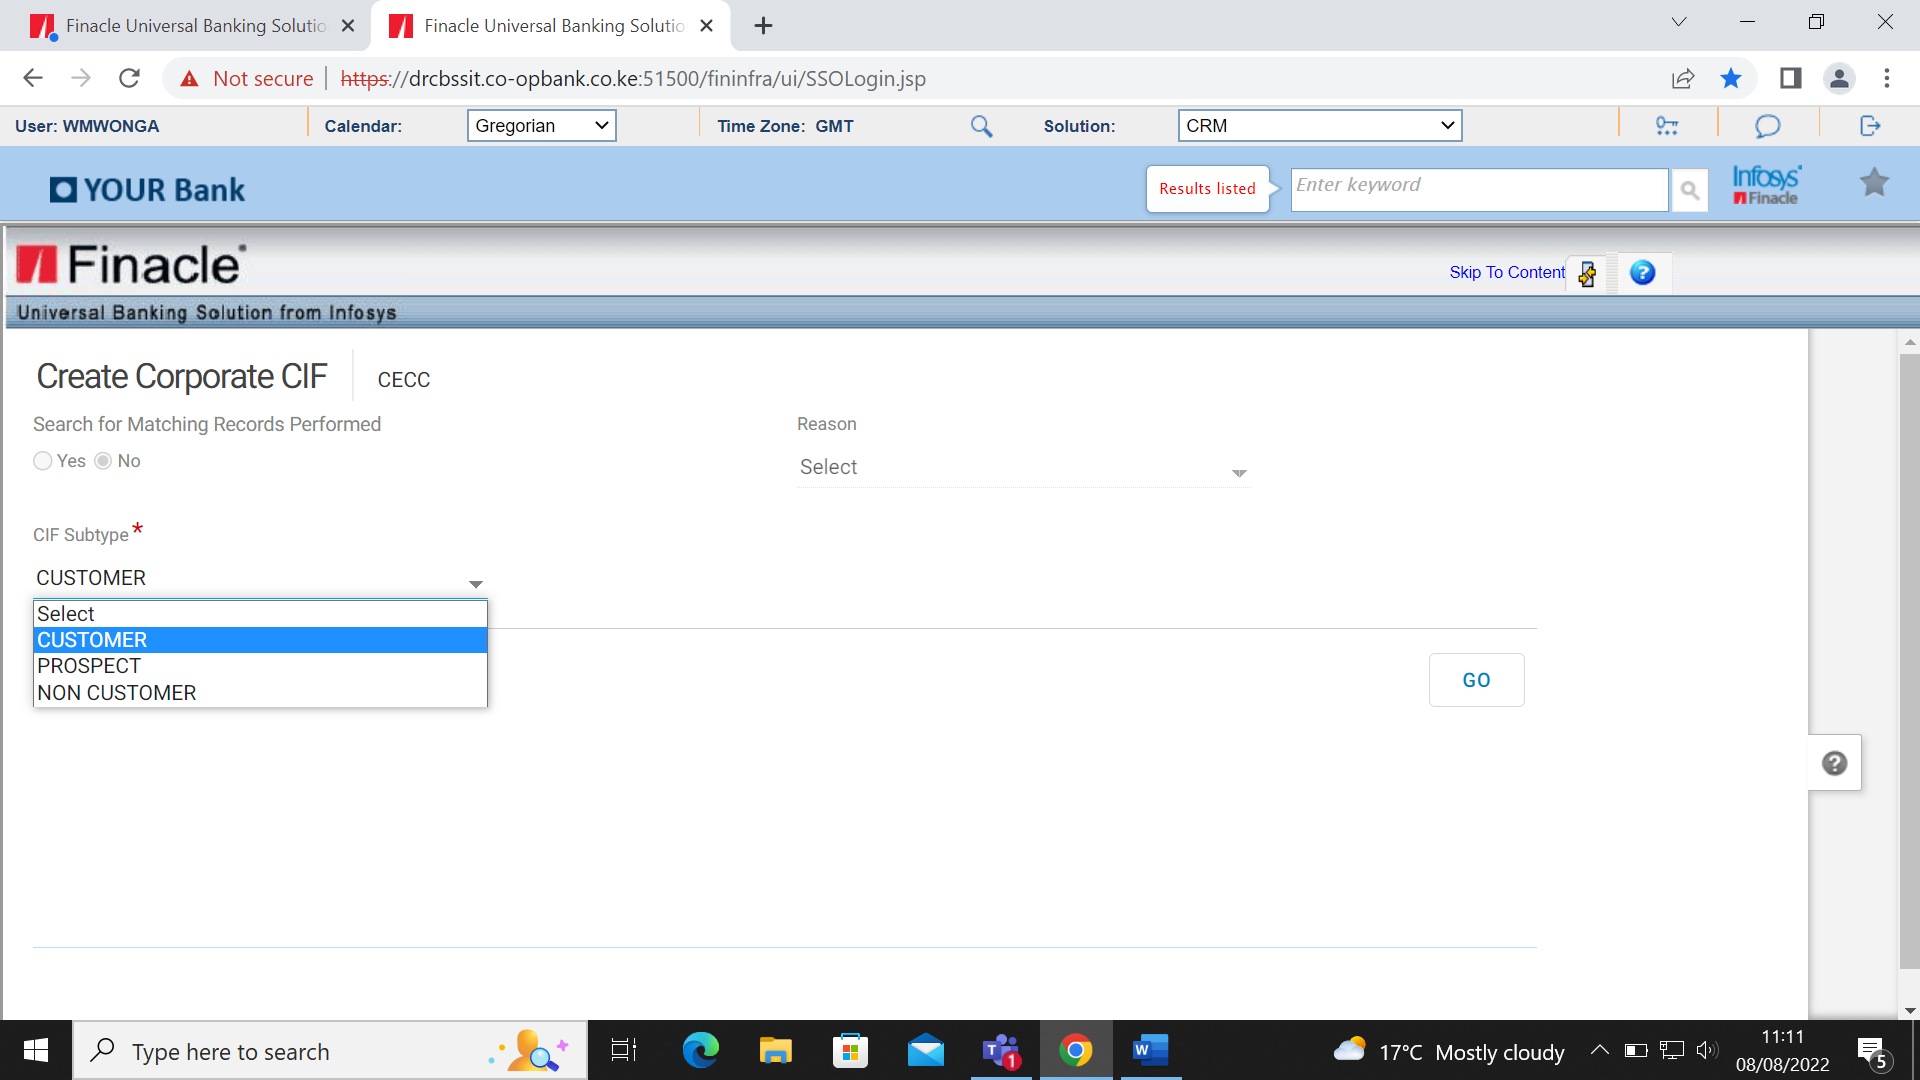 Finacle Universal Banking Solutio
Finacle Universal Banking Solutio
Not secure
https://drcbssit.co-opbank.co.ke:51500/fininfra/ui/SSOLogin.jsp
User: WMWONGA
Calendar:
Gregorian
Time Zone: GMT
Solution:
CRM
YOUR Bank
Results listed
Enter keyword
Infosys
Finacle
Finacle
Skip To Content
Universal Banking Solution from Infosys
Create Corporate CIF
CECC
Search for Matching Records Performed
Reason
Yes
No
Select
CIF Subtype*
CUSTOMER
Select
CUSTOMER
PROSPECT
NON CUSTOMER
GO
Type here to search
1
17°C Mostly cloudy
11:11
08/08/2022
5